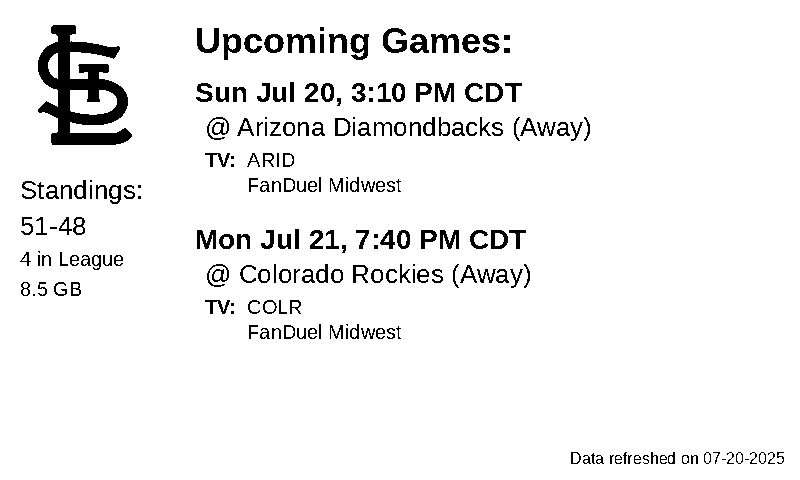 STL
Standings:
51-48
4 in League
8.5 GB
Upcoming Games:
Sun Jul 20, 3:10 PM CDT
@ Arizona Diamondbacks (Away)
TV: ARID
FanDuel Midwest
Mon Jul 21, 7:40 PM CDT
@ Colorado Rockies (Away)
TV: COLR
FanDuel Midwest
Data refreshed on 07-20-2025